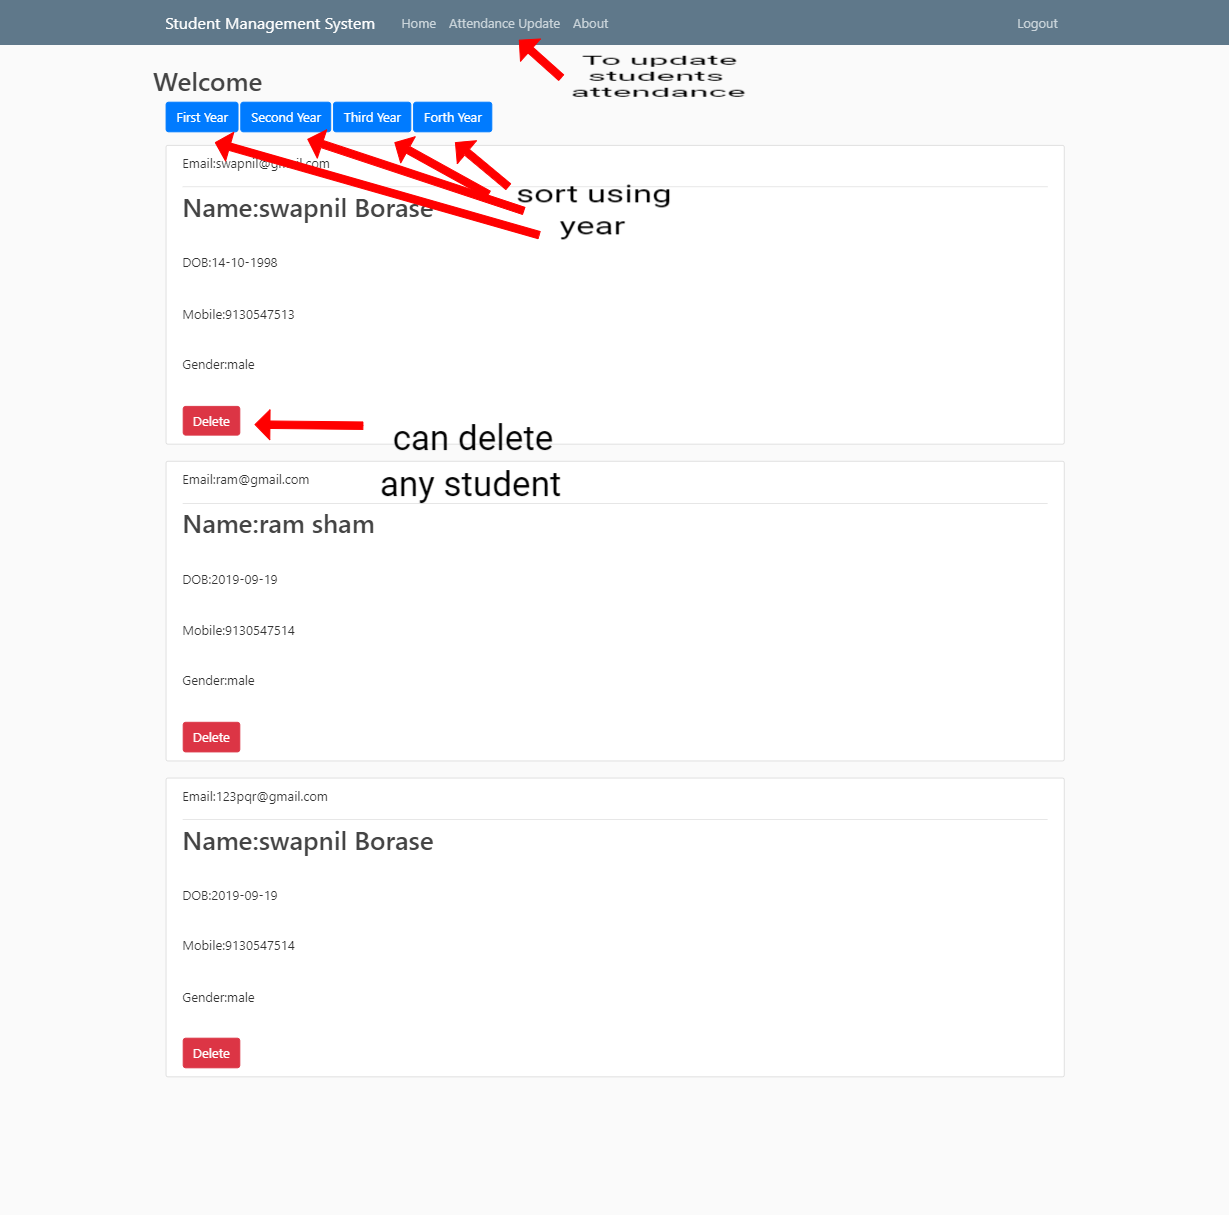 Student Management System Home Attendance Update About Logout
To update
students
attendance
Welcome
First Year Second Year Third Year Forth Year
Email:swapnil@gmail.com
sort using
year
Name:swapnil Borase
DOB:14-10-1998
Mobile:9130547513
Gender:male
Delete
can delete
any student
Email:ram@gmail.com
Name:ram sham
DOB:2019-09-19
Mobile:9130547514
Gender:male
Delete
Email:123pqr@gmail.com
Name:swapnil Borase
DOB:2019-09-19
Mobile:9130547514
Gender:male
Delete